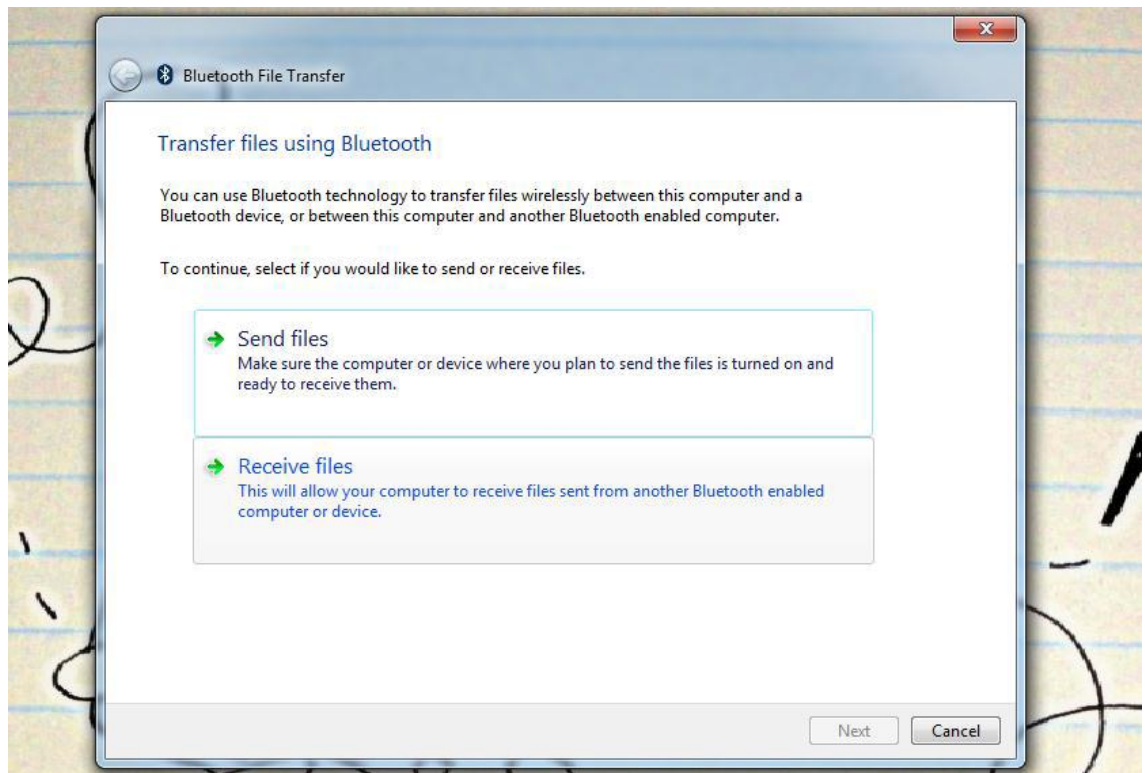 Bluetooth File Transfer
Transfer files using Bluetooth
You can use Bluetooth technology to transfer files wirelessly between this computer and a
Bluetooth device, or between this computer and another Bluetooth enabled computer.
To continue, select if you would like to send or receive files.
Send files
Make sure the computer or device where you plan to send the files is turned on and
ready to receive them.
Receive files
This will allow your computer to receive files sent from another Bluetooth enabled
computer or device.
Next Cancel